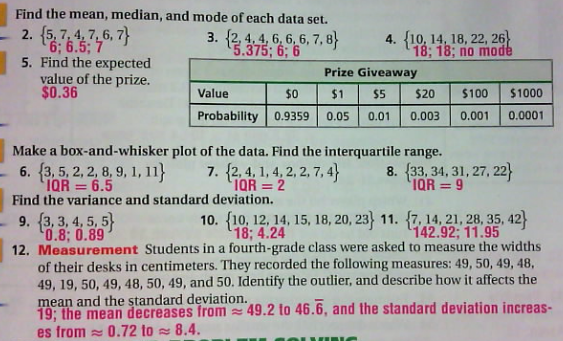 Find the mean, median, and mode of each data set.
2. {5, 7, 4, 7, 6, 7} 3. {2, 4, 4, 6, 6, 6, 7, 8} 4. {10, 14, 18, 22, 26}
6; 6.5; 7 5.375; 6; 6 18; 18; no mode
5. Find the expected
value of the prize.
$0.36
Prize Giveaway
Value $0 $1 $5 $20 $100 $1000
Probability 0.9359 0.05 0.01 0.003 0.001 0.0001
Make a box-and-whisker plot of the data. Find the interquartile range.
6. {3, 5, 2, 2, 8, 9, 1, 11} 7. {2, 4, 1, 4, 2, 2, 7, 4} 8. {33, 34, 31, 27, 22}
IQR = 6.5 IQR = 2 IQR = 9
Find the variance and standard deviation.
9. {3, 3, 4, 5, 5} 10. {10, 12, 14, 15, 18, 20, 23} 11. {7, 14, 21, 28, 35, 42}
0.8; 0.89 18; 4.24 142.92; 11.95
12. Measurement Students in a fourth-grade class were asked to measure the widths
of their desks in centimeters. They recorded the following measures: 49, 50, 49, 48,
49, 19, 50, 49, 48, 50, 49, and 50. Identify the outlier, and describe how it affects the
mean and the standard deviation.
19; the mean decreases from ≈ 49.2 to 46.6̅, and the standard deviation increas-
es from ≈ 0.72 to ≈ 8.4.